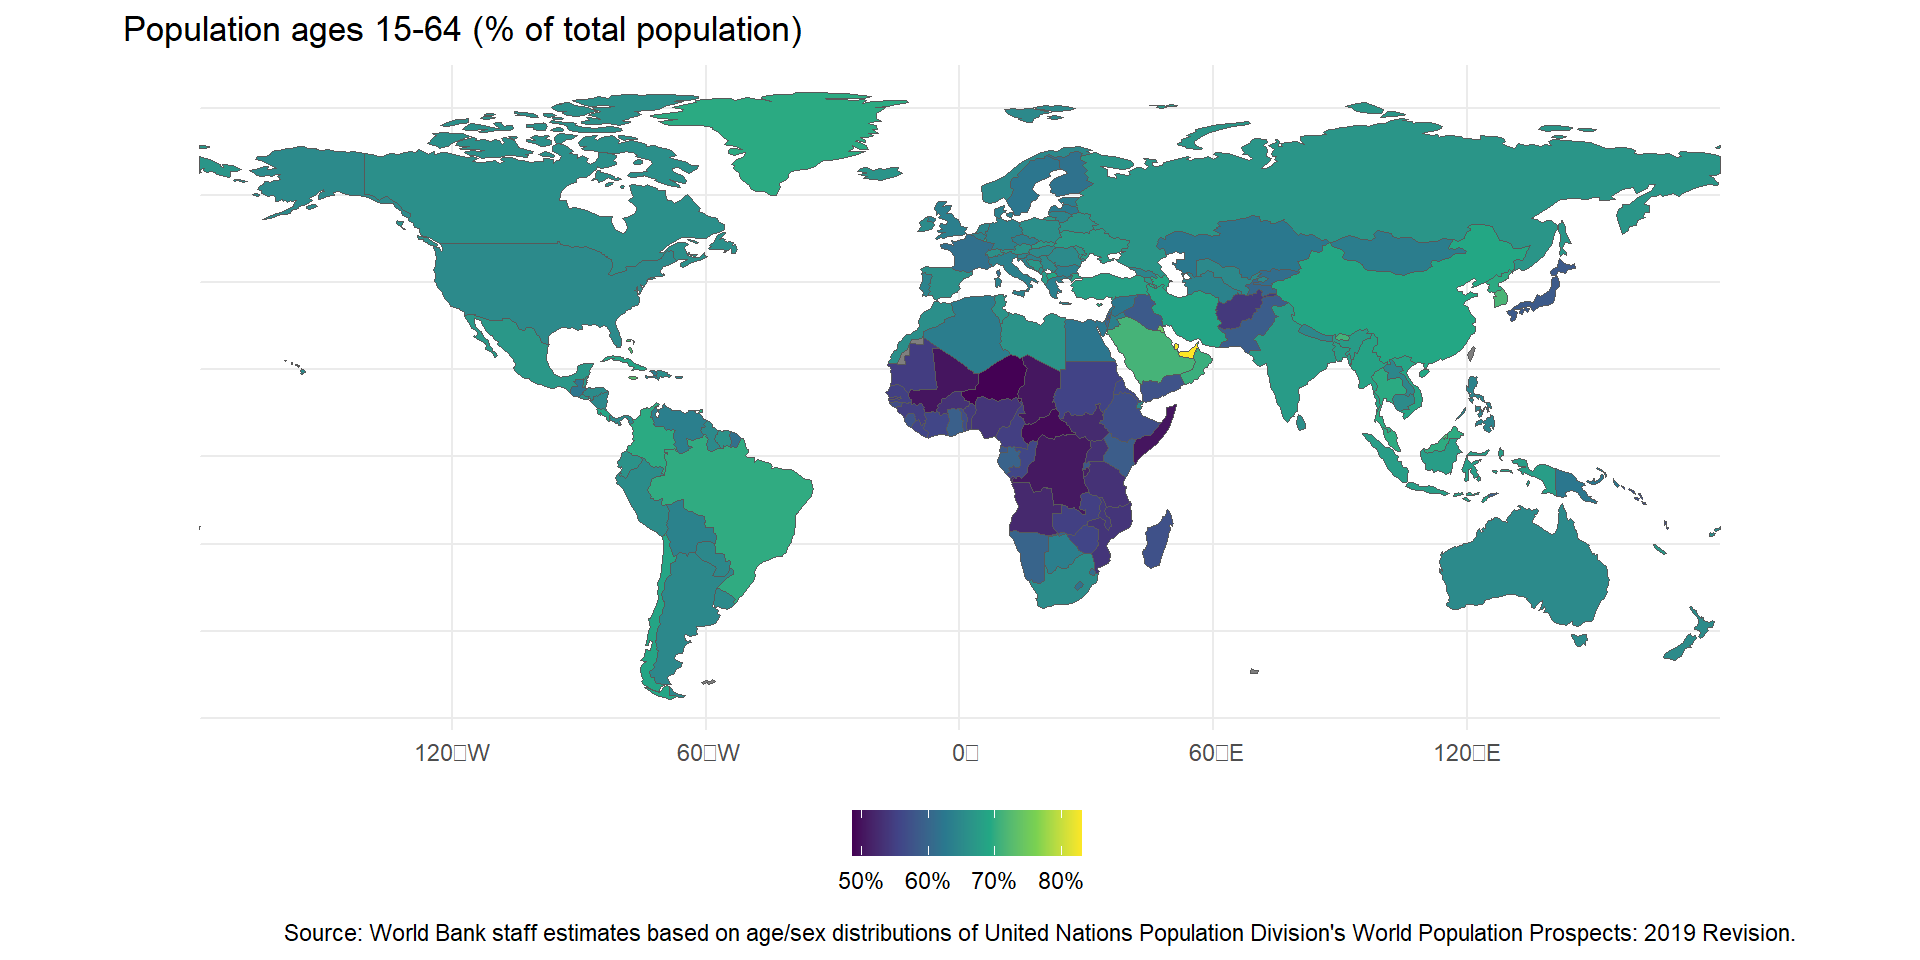 Population ages 15-64 (% of total population)
120□W 60□W 0□ 60□E 120□E
50% 60% 70% 80%
Source: World Bank staff estimates based on age/sex distributions of United Nations Population Division's World Population Prospects: 2019 Revision.